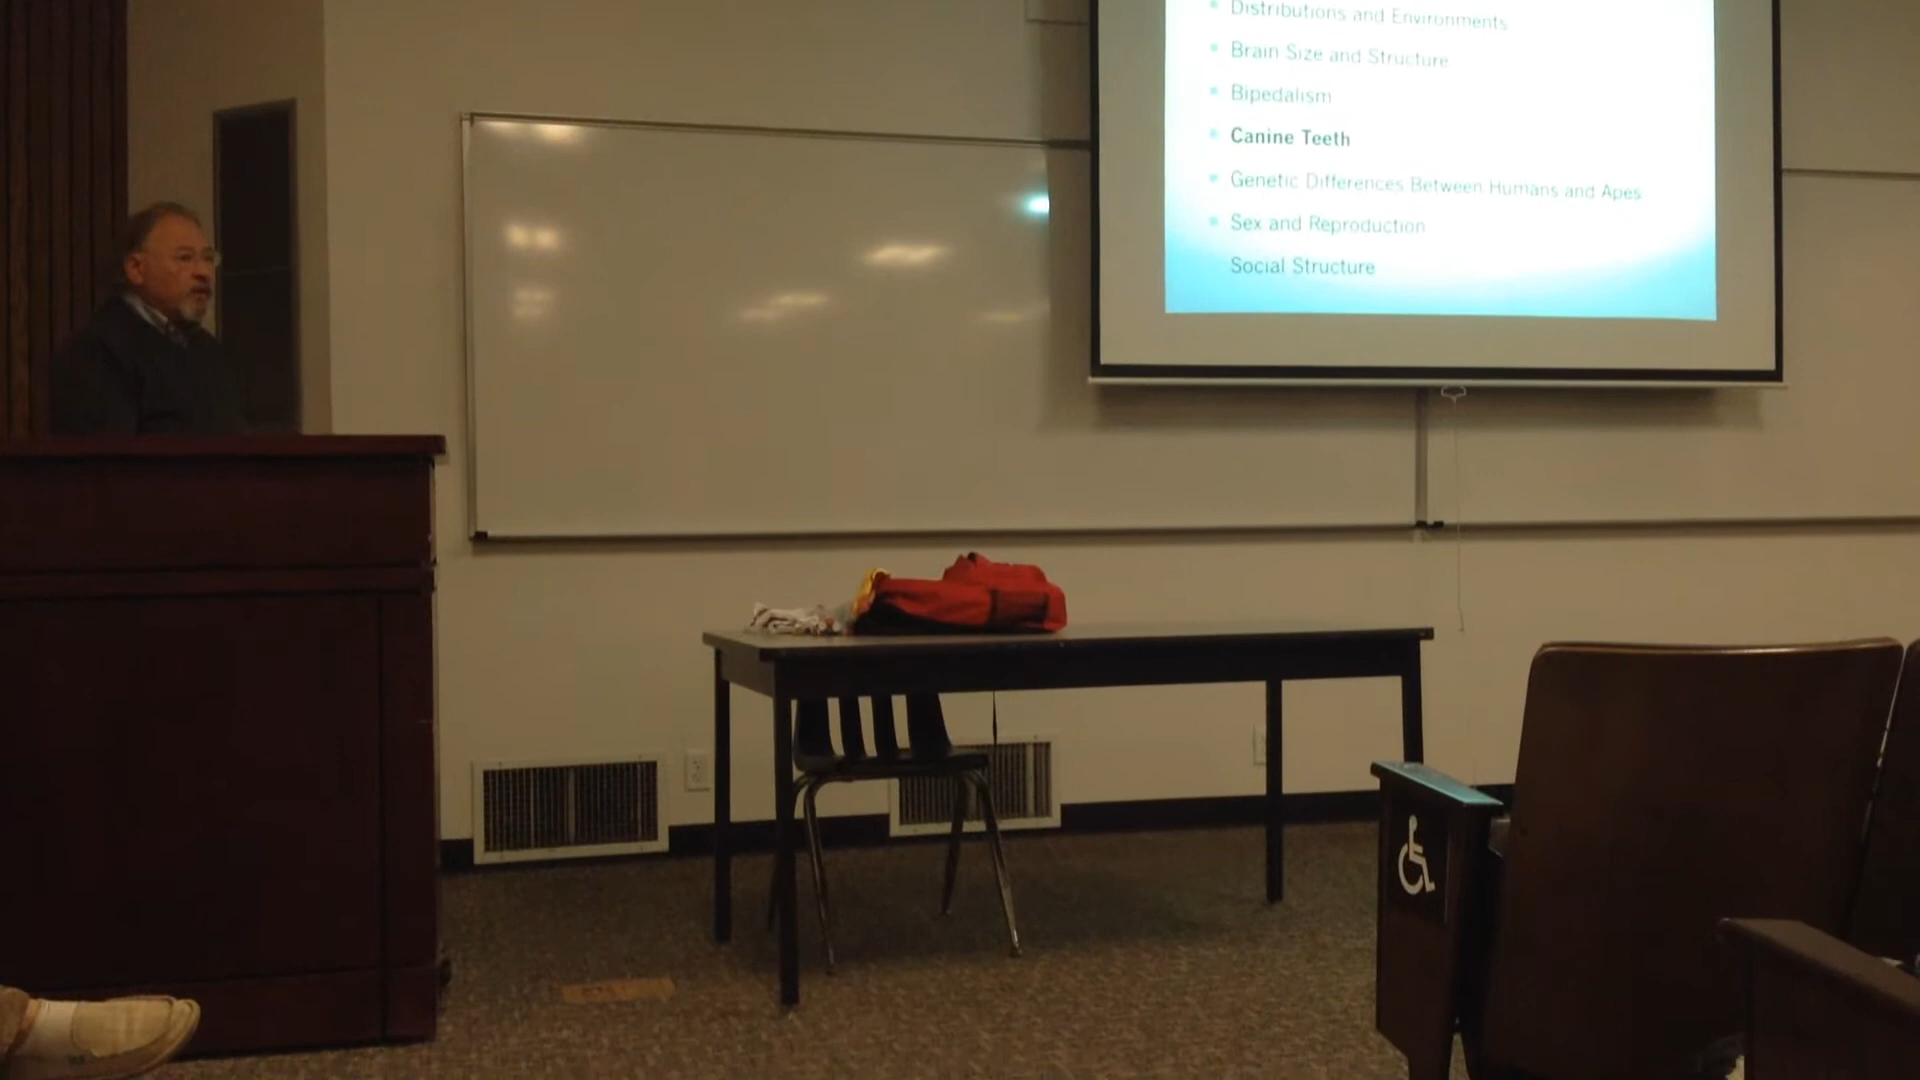 Distributions and Environments
Brain Size and Structure
Bipedalism
Canine Teeth
Genetic Differences Between Humans and Apes
Sex and Reproduction
Social Structure